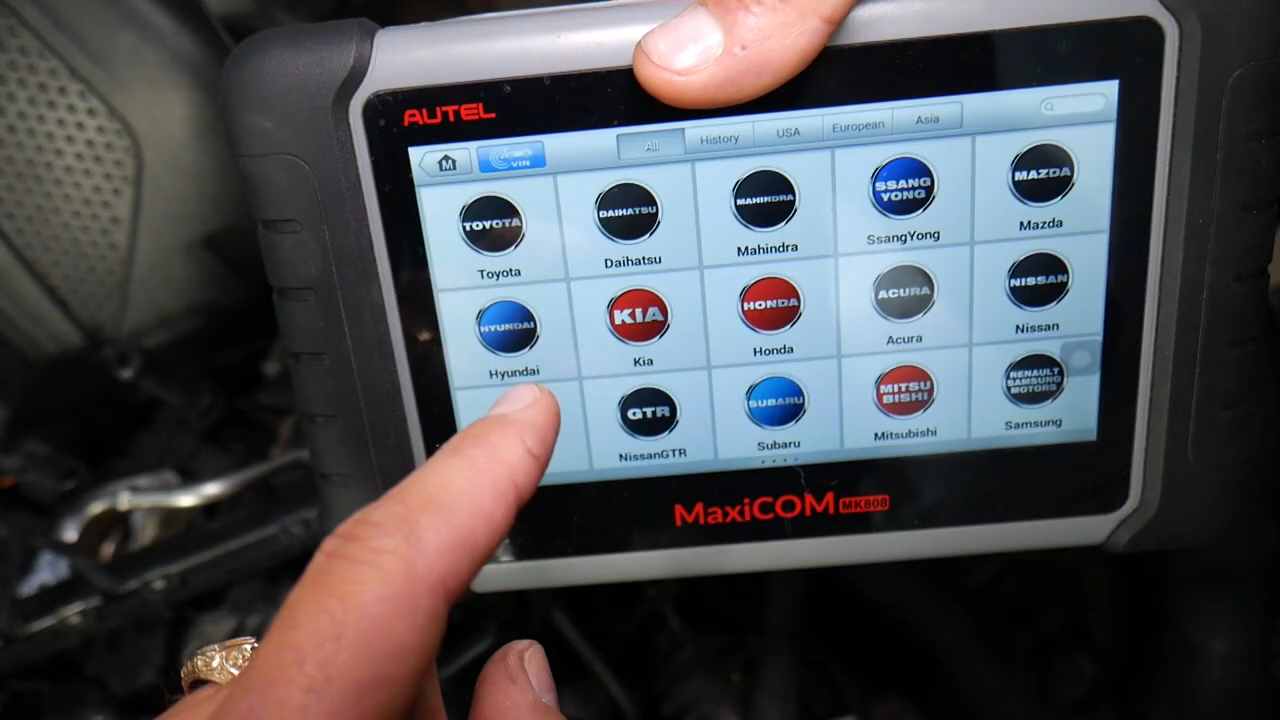 AUTEL
M
VIN
All
History
USA
European
Asia
TOYOTA
Toyota
DAIHATSU
Daihatsu
MAHINDRA
Mahindra
SSANG
YONG
SsangYong
MAZDA
Mazda
HYUNDAI
Hyundai
KIA
Kia
HONDA
Honda
ACURA
Acura
NISSAN
Nissan
GTR
NissanGTR
SUBARU
Subaru
MITSU
BISHI
Mitsubishi
RENAULT
SAMSUNG
MOTORS
Samsung
MaxiCOM MK808